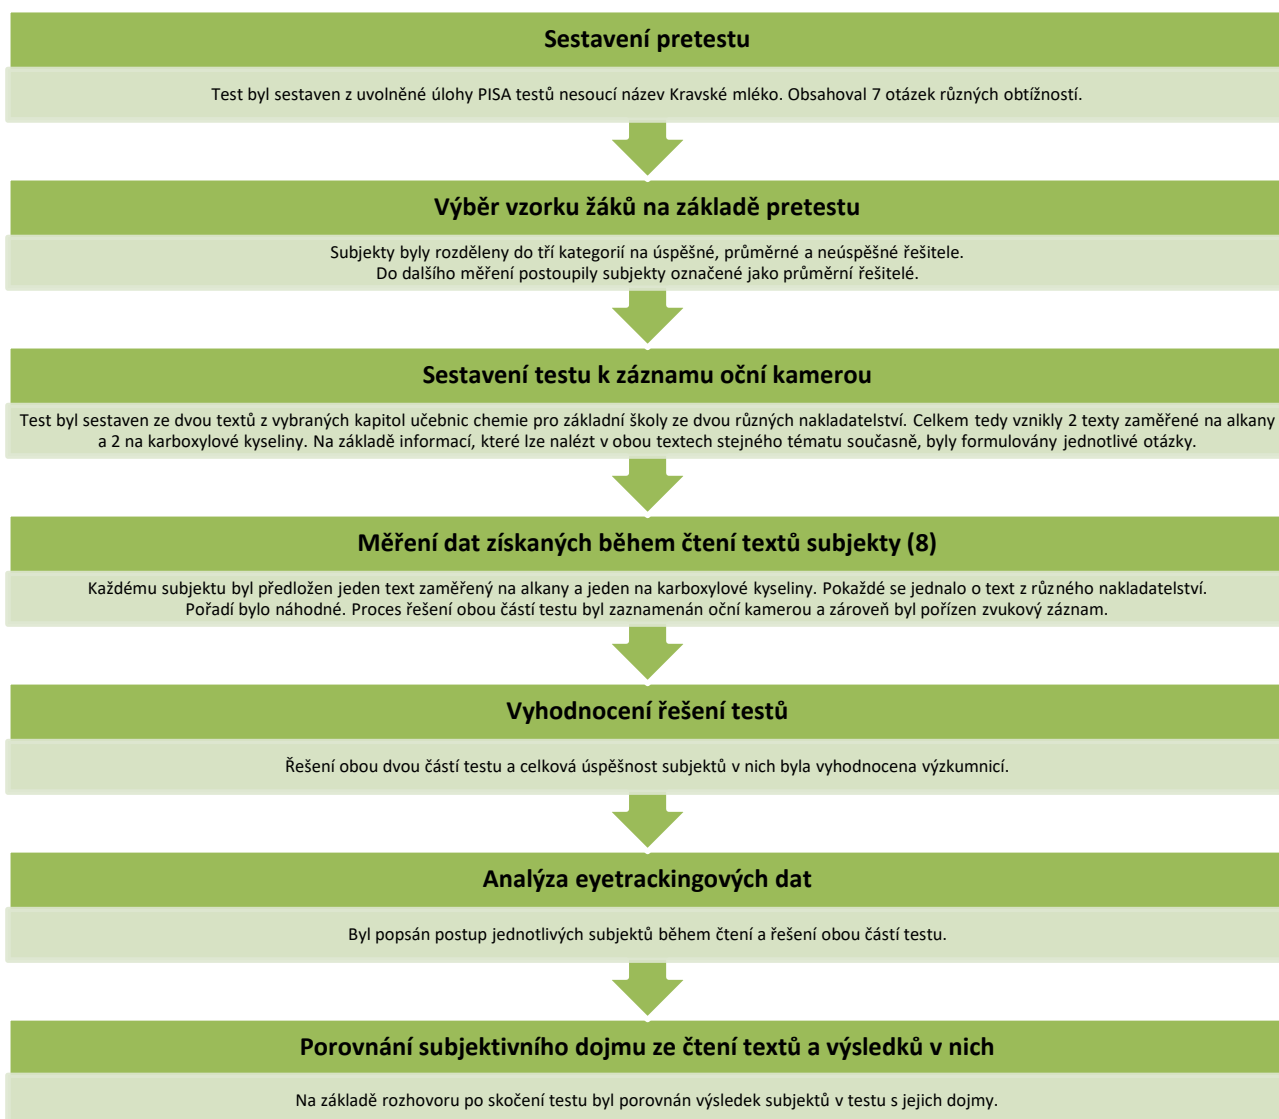 Sestavení pretestu
Test byl sestaven z uvolněné úlohy PISA testů nesoucí název Kravské mléko. Obsahoval 7 otázek různých obtížností.
Výběr vzorku žáků na základě pretestu
Subjekty byly rozděleny do tří kategorií na úspěšné, průměrné a neúspěšné řešitele.
Do dalšího měření postoupily subjekty označené jako průměrní řešitelé.
Sestavení testu k záznamu oční kamerou
Test byl sestaven ze dvou textů z vybraných kapitol učebnic chemie pro základní školy ze dvou různých nakladatelství. Celkem tedy vznikly 2 texty zaměřené na alkany
a 2 na karboxylové kyseliny. Na základě informací, které lze nalézt v obou textech stejného tématu současně, byly formulovány jednotlivé otázky.
Měření dat získaných během čtení textů subjekty (8)
Každému subjektu byl předložen jeden text zaměřený na alkany a jeden na karboxylové kyseliny. Pokaždé se jednalo o text z různého nakladatelství.
Pořadí bylo náhodné. Proces řešení obou částí testu byl zaznamenán oční kamerou a zároveň byl pořízen zvukový záznam.
Vyhodnocení řešení testů
Řešení obou dvou částí testu a celková úspěšnost subjektů v nich byla vyhodnocena výzkumnicí.
Analýza eyetrackingových dat
Byl popsán postup jednotlivých subjektů během čtení a řešení obou částí testu.
Porovnání subjektivního dojmu ze čtení textů a výsledků v nich
Na základě rozhovoru po skočení testu byl porovnán výsledek subjektů v testu s jejich dojmy.